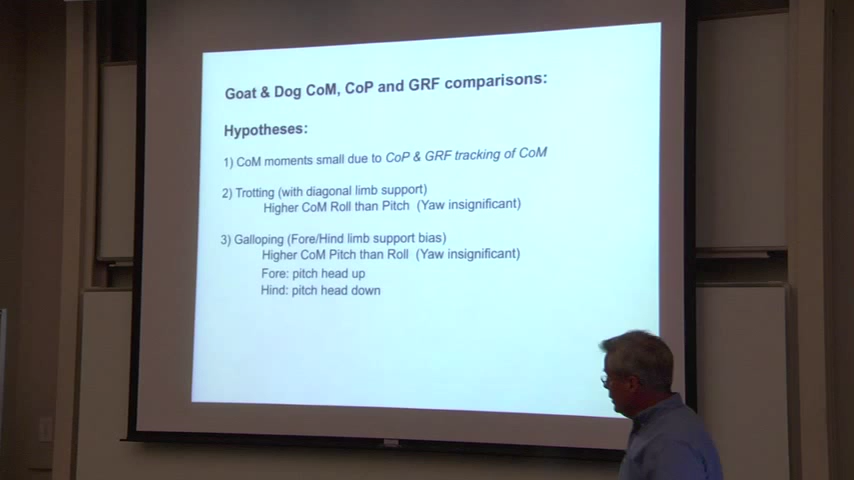 Goat & Dog CoM, CoP and GRF comparisons:
Hypotheses:
1) CoM moments small due to CoP & GRF tracking of CoM
2) Trotting (with diagonal limb support)
Higher CoM Roll than Pitch (Yaw insignificant)
3) Galloping (Fore/Hind limb support bias)
Higher CoM Pitch than Roll (Yaw insignificant)
Fore: pitch head up
Hind: pitch head down